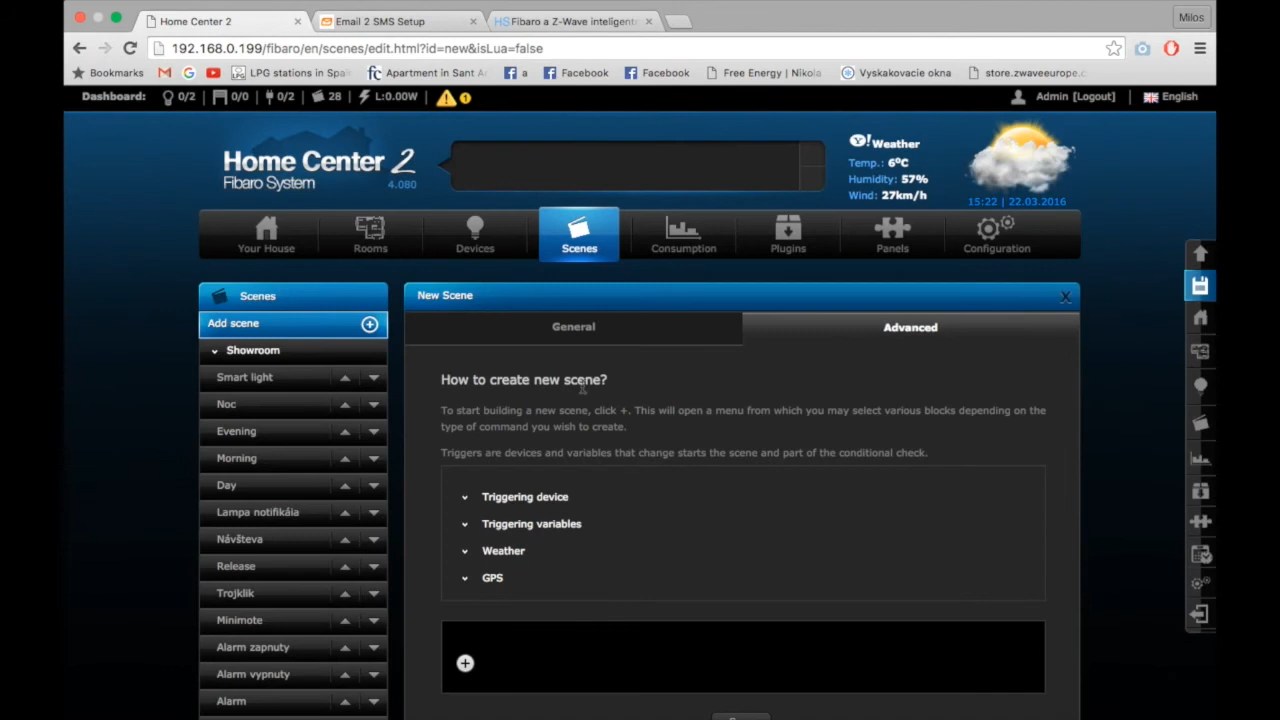 Home Center 2
Email 2 SMS Setup
HS Fibaro a Z-Wave inteligentn
Milos
192.168.0.199/fibaro/en/scenes/edit.html?id=new&isLua=false
Bookmarks
LPG stations in Spai
Apartment in Sant A
a
Facebook
Facebook
Free Energy | Nikola
Vyskakovacie okna
store.zwaveeurope.c
Dashboard:
0/2
0/0
0/2
28
L:0.00W
1
Admin [Logout]
English
Home Center 2
Fibaro System
4.080
Y! Weather
Temp.: 6°C
Humidity: 57%
Wind: 27km/h
15:22 | 22.03.2016
Your House
Rooms
Devices
Scenes
Consumption
Plugins
Panels
Configuration
Scenes
Add scene
Showroom
Smart light
Noc
Evening
Morning
Day
Lampa notifikáia
Návšteva
Release
Trojklik
Minimote
Alarm zapnuty
Alarm vypnuty
Alarm
New Scene
X
General
Advanced
How to create new scene?
To start building a new scene, click +. This will open a menu from which you may select various blocks depending on the
type of command you wish to create.
Triggers are devices and variables that change starts the scene and part of the conditional check.
Triggering device
Triggering variables
Weather
GPS